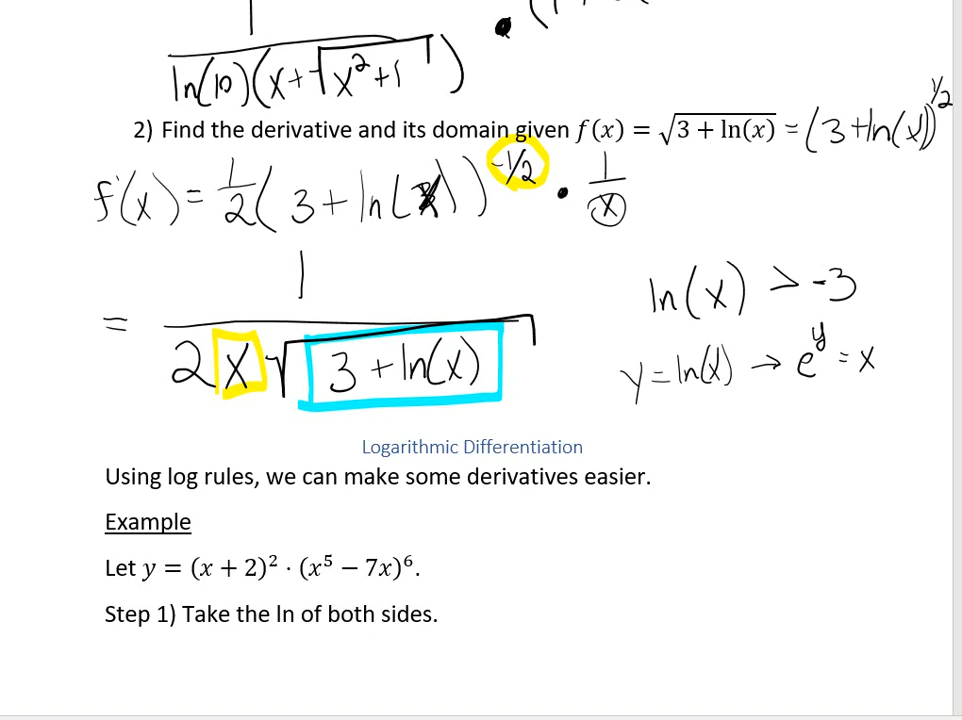 1
ln(10)(x+√x²+1)
2) Find the derivative and its domain given f(x) = √3 + ln(x) = (3+ln(x))^1/2
f'(x) = 1/2 (3+ln(x))^-1/2 • 1/x
= 1/2x√3+ln(x)
ln(x) > -3
y=ln(x) → e^y = x
Logarithmic Differentiation
Using log rules, we can make some derivatives easier.
Example
Let y = (x + 2)² · (x⁵ − 7x)⁶.
Step 1) Take the ln of both sides.